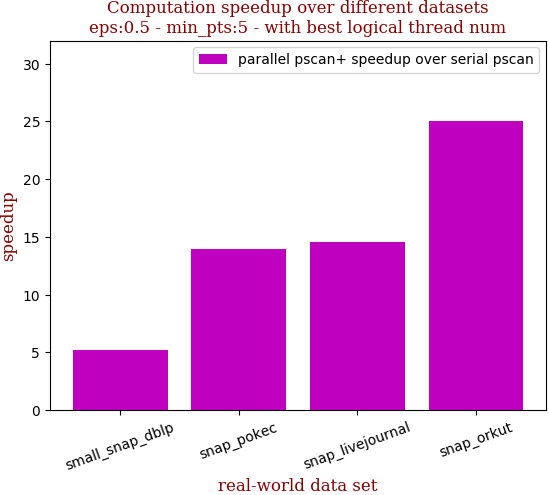 Computation speedup over different datasets
eps:0.5 - min_pts:5 - with best logical thread num
parallel pscan+ speedup over serial pscan
speedup
30
25
20
15
10
5
0
small_snap_dblp
snap_pokec
snap_livejournal
snap_orkut
real-world data set